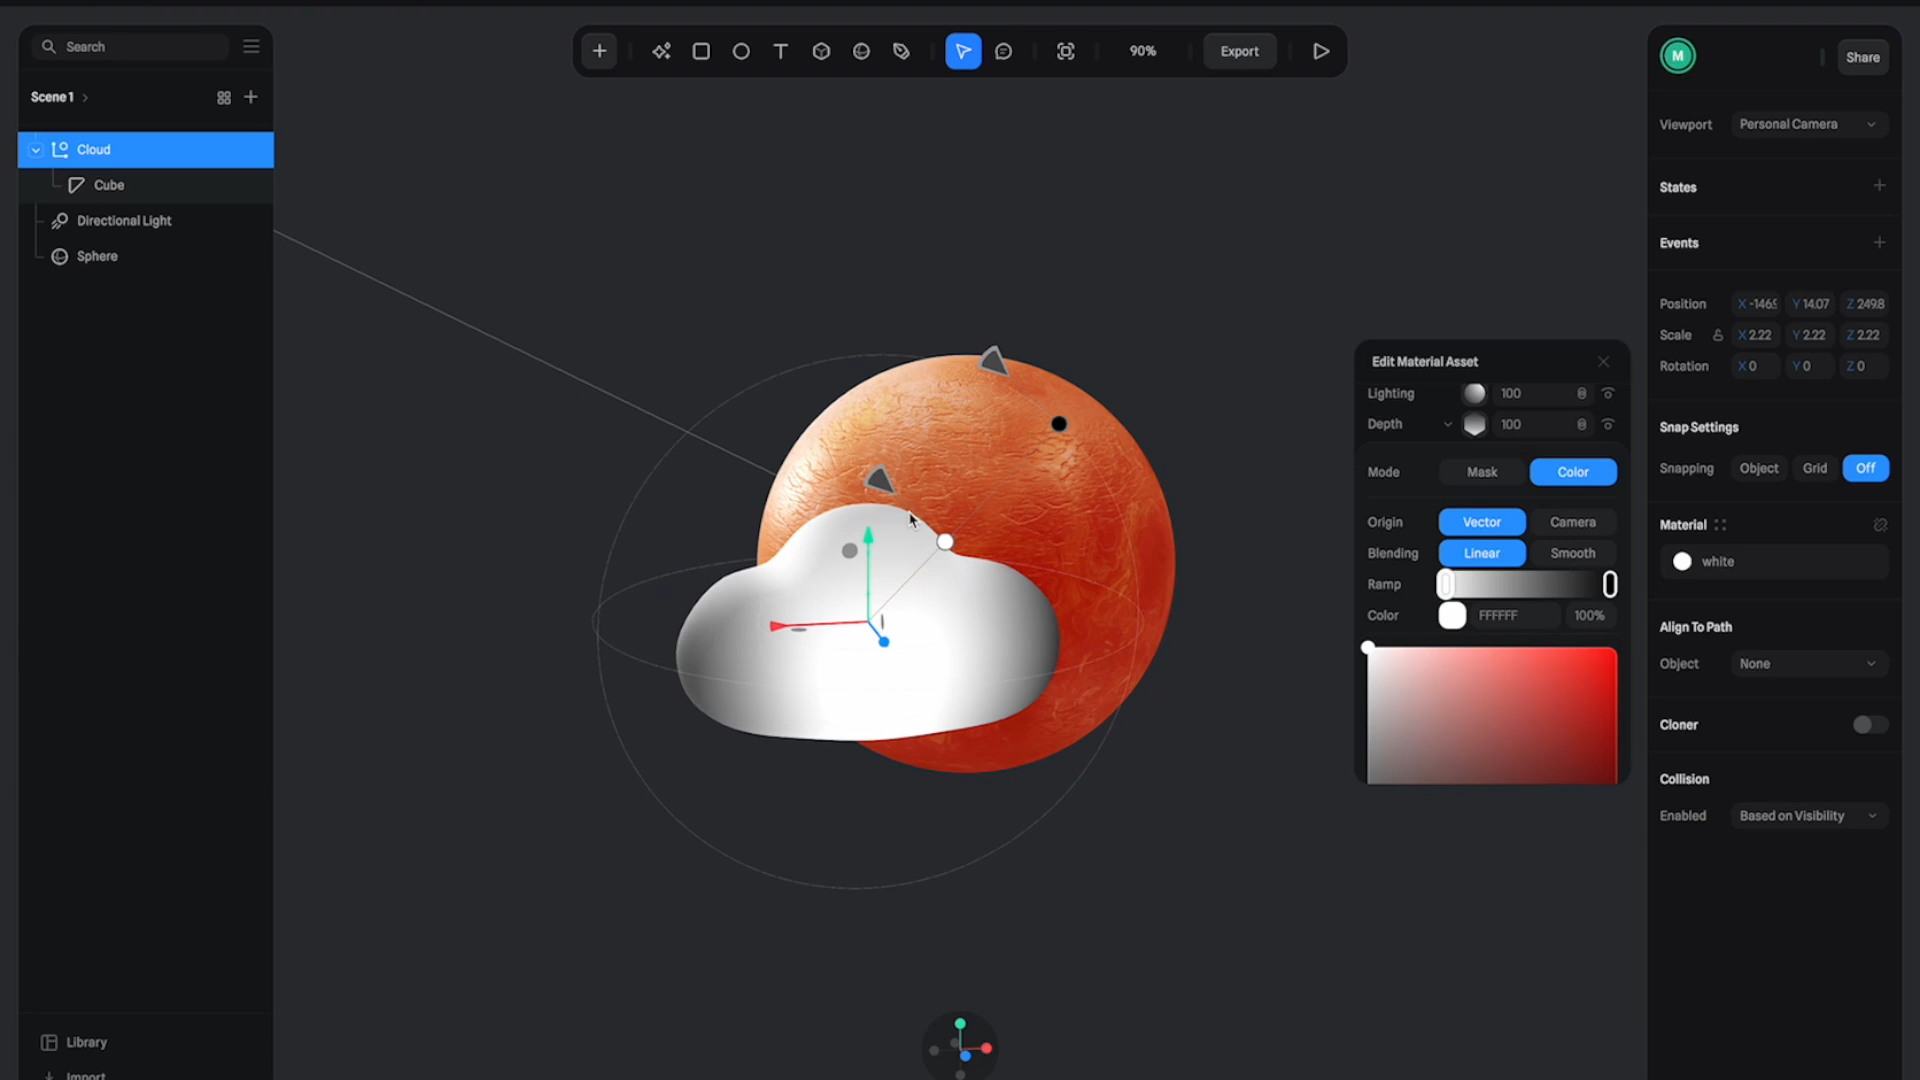 Search
Scene 1
Cloud
Cube
Directional Light
Sphere
Library
Import
90%
Export
M
Share
Viewport Personal Camera
States
Events
Position X -146.5 Y 14.07 Z 249.8
Scale X 2.22 Y 2.22 Z 2.22
Rotation X 0 Y 0 Z 0
Snap Settings
Snapping Object Grid Off
Material
white
Align To Path
Object None
Cloner
Collision
Enabled Based on Visibility
Edit Material Asset
Lighting 100
Depth 100
Mode Mask Color
Origin Vector Camera
Blending Linear Smooth
Ramp
Color FFFFFF 100%